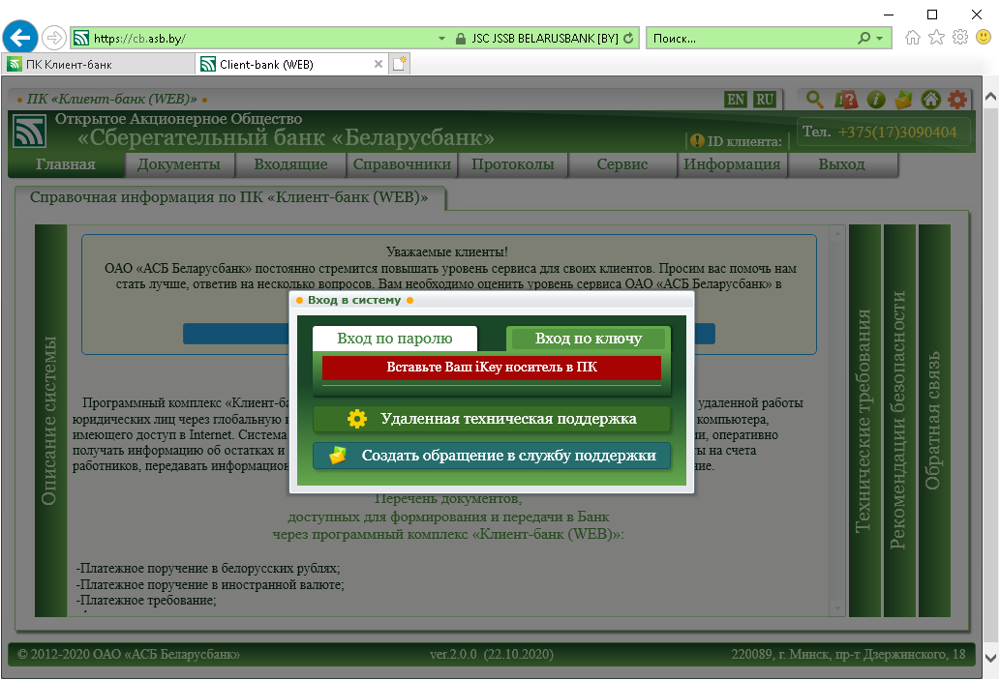 https://cb.asb.by/
JSC JSSB BELARUSBANK [BY]
Поиск...
ПК Клиент-банк
Client-bank (WEB)
ПК «Клиент-банк (WEB)»
EN RU
Открытое Акционерное Общество
«Сберегательный банк «Беларусбанк»
ID клиента:
Тел. +375(17)3090404
Главная Документы Входящие Справочники Протоколы Сервис Информация Выход
Справочная информация по ПК «Клиент-банк (WEB)»
Описание системы
Уважаемые клиенты!
ОАО «АСБ Беларусбанк» постоянно стремится повышать уровень сервиса для своих клиентов. Просим вас помочь нам
стать лучше, ответив на несколько вопросов. Вам необходимо оценить уровень сервиса ОАО «АСБ Беларусбанк» в
Вход в систему
Вход по паролю
Вход по ключу
Вставьте Ваш iKey носитель в ПК
Удаленная техническая поддержка
Создать обращение в службу поддержки
Программный комплекс «Клиент-ба удаленной работы
юридических лиц через глобальную компьютера,
имеющего доступ в Internet. Система оперативно
получать информацию об остатках и на счета
работников, передавать информацион
Перечень документов,
доступных для формирования и передачи в Банк
через программный комплекс «Клиент-банк (WEB)»:
-Платежное поручение в белорусских рублях;
-Платежное поручение в иностранной валюте;
-Платежное требование;
Технические требования
Рекомендации безопасности
Обратная связь
© 2012-2020 ОАО «АСБ Беларусбанк»
ver.2.0.0 (22.10.2020)
220089, г. Минск, пр-т Дзержинского, 18